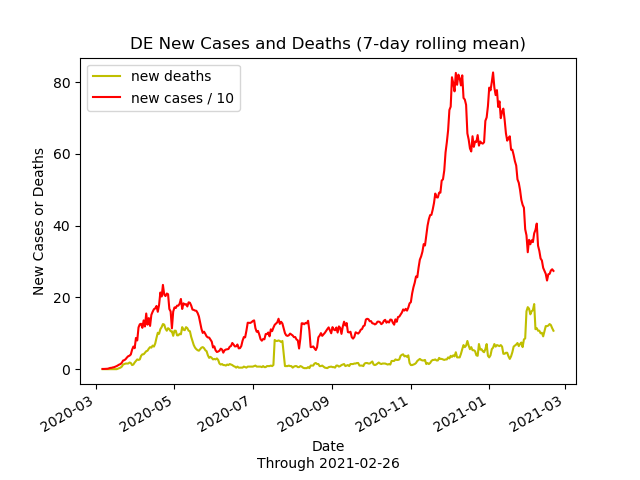 DE New Cases and Deaths (7-day rolling mean)
new deaths
new cases / 10
New Cases or Deaths
80
60
40
20
0
2020-03
2020-05
2020-07
2020-09
2020-11
2021-01
2021-03
Date
Through 2021-02-26